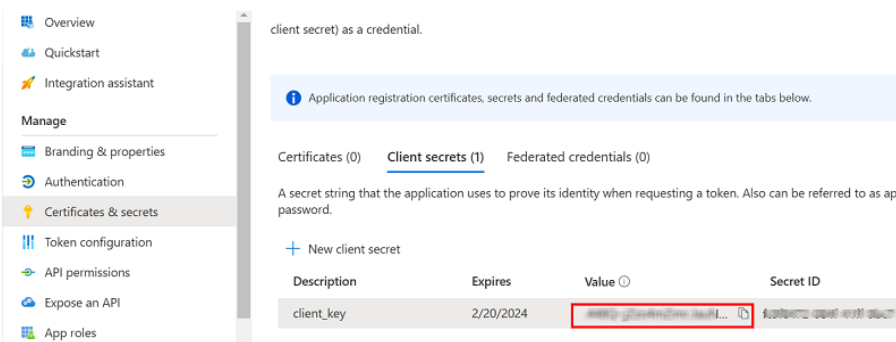 Overview
Quickstart
Integration assistant
Manage
Branding & properties
Authentication
Certificates & secrets
Token configuration
API permissions
Expose an API
App roles
client secret) as a credential.
Application registration certificates, secrets and federated credentials can be found in the tabs below.
Certificates (0) Client secrets (1) Federated credentials (0)
A secret string that the application uses to prove its identity when requesting a token. Also can be referred to as ap
password.
New client secret
Description Expires Value Secret ID
client_key 2/20/2024